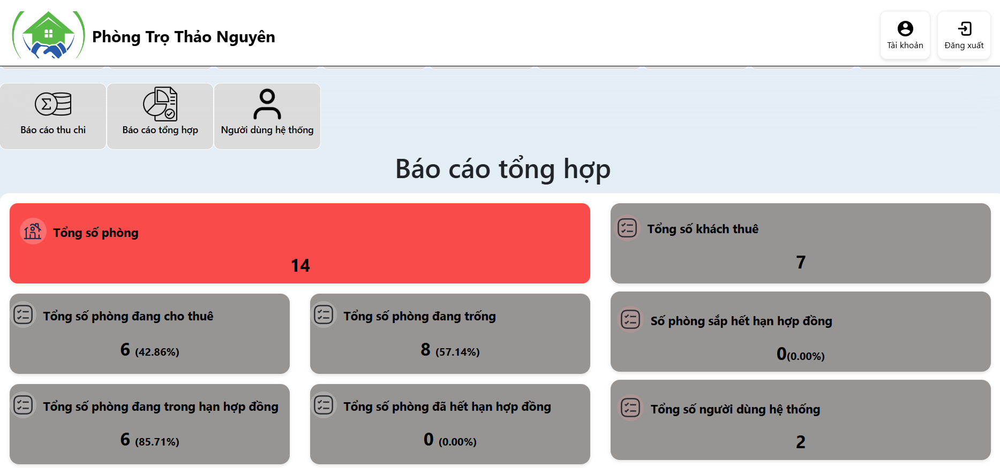 Phòng Trọ Thảo Nguyên
Tài khoản
Đăng xuất
Báo cáo thu chi
Báo cáo tổng hợp
Người dùng hệ thống
Báo cáo tổng hợp
Tổng số phòng
14
Tổng số khách thuê
7
Tổng số phòng đang cho thuê
6 (42.86%)
Tổng số phòng đang trống
8 (57.14%)
Số phòng sắp hết hạn hợp đồng
0(0.00%)
Tổng số phòng đang trong hạn hợp đồng
6 (85.71%)
Tổng số phòng đã hết hạn hợp đồng
0 (0.00%)
Tổng số người dùng hệ thống
2